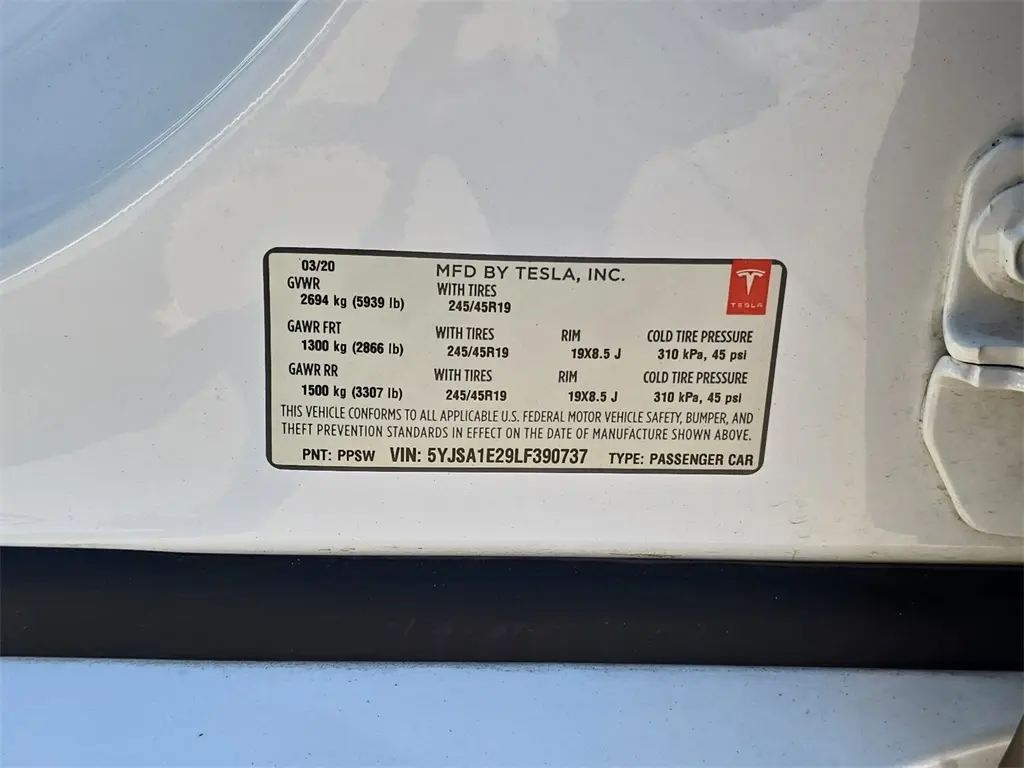 03/20 MFD BY TESLA, INC.
GVWR WITH TIRES
2694 kg (5939 lb) 245/45R19
TESLA
GAWR FRT WITH TIRES RIM COLD TIRE PRESSURE
1300 kg (2866 lb) 245/45R19 19X8.5 J 310 kPa, 45 psi
GAWR RR WITH TIRES RIM COLD TIRE PRESSURE
1500 kg (3307 lb) 245/45R19 19X8.5 J 310 kPa, 45 psi
THIS VEHICLE CONFORMS TO ALL APPLICABLE U.S. FEDERAL MOTOR VEHICLE SAFETY, BUMPER, AND
THEFT PREVENTION STANDARDS IN EFFECT ON THE DATE OF MANUFACTURE SHOWN ABOVE.
PNT: PPSW VIN: 5YJSA1E29LF390737 TYPE: PASSENGER CAR